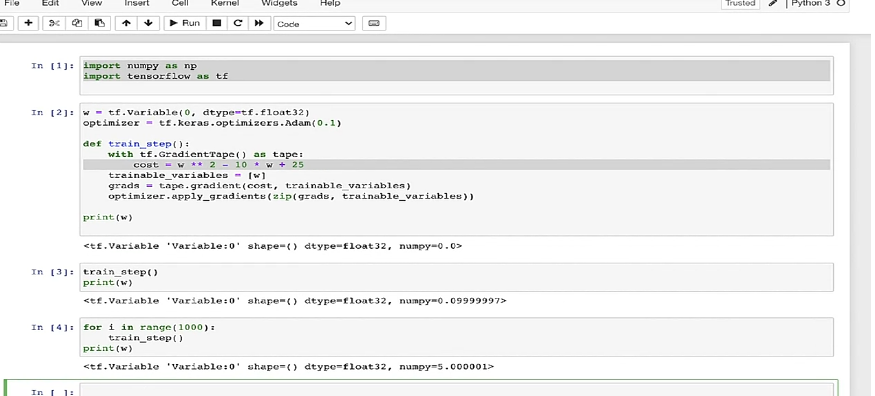 File Edit View Insert Cell Kernel Widgets Help
Trusted Python 3
Run Code
In [1]: import numpy as np
import tensorflow as tf
In [2]: w = tf.Variable(0, dtype=tf.float32)
optimizer = tf.keras.optimizers.Adam(0.1)
def train_step():
with tf.GradientTape() as tape:
cost = w ** 2 - 10 * w + 25
trainable_variables = [w]
grads = tape.gradient(cost, trainable_variables)
optimizer.apply_gradients(zip(grads, trainable_variables))
print(w)
<tf.Variable 'Variable:0' shape=() dtype=float32, numpy=0.0>
In [3]: train_step()
print(w)
<tf.Variable 'Variable:0' shape=() dtype=float32, numpy=0.09999997>
In [4]: for i in range(1000):
train_step()
print(w)
<tf.Variable 'Variable:0' shape=() dtype=float32, numpy=5.000001>
In [ ]: